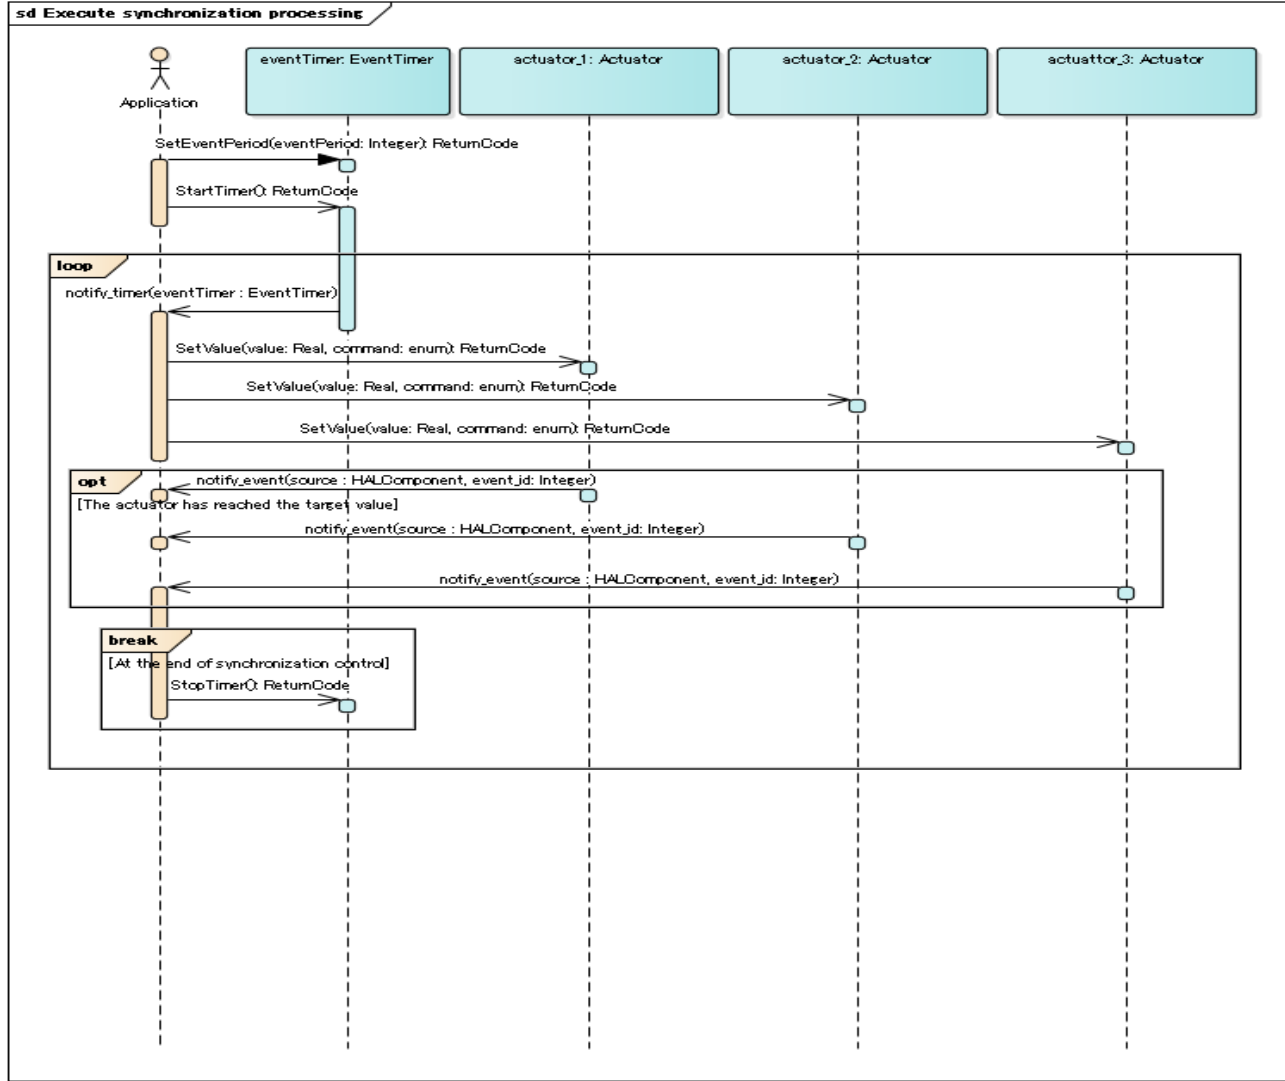 sd Execute synchronization processing
Application
eventTimer: EventTimer
actuator_1: Actuator
actuator_2: Actuator
actuattor_3: Actuator
SetEventPeriod(eventPeriod: Integer): ReturnCode
StartTimer(): ReturnCode
loop
notify_timer(eventTimer : EventTimer)
SetValue(value: Real, command: enum): ReturnCode
SetValue(value: Real, command: enum): ReturnCode
SetValue(value: Real, command: enum): ReturnCode
opt
notify_event(source : HALComponent, event_id: Integer)
[The actuator has reached the target value]
notify_event(source : HALComponent, event_id: Integer)
notify_event(source : HALComponent, event_id: Integer)
break
[At the end of synchronization control]
StopTimer(): ReturnCode